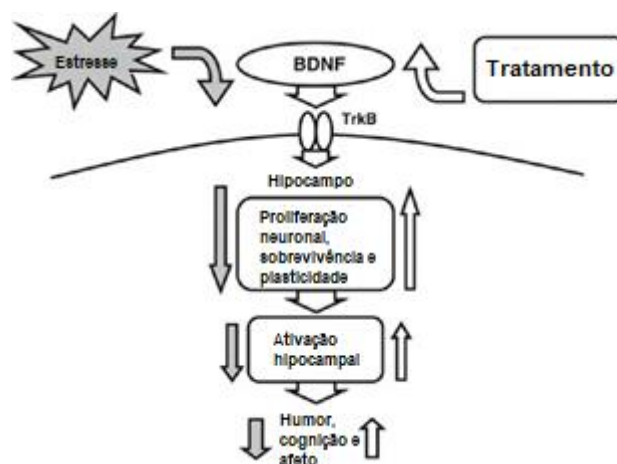 Estresse
BDNF
Tratamento
TrkB
Hipocampo
Proliferação
neuronal,
sobrevivência e
plasticidade
Ativação
hipocampal
Humor,
cognição e
afeto